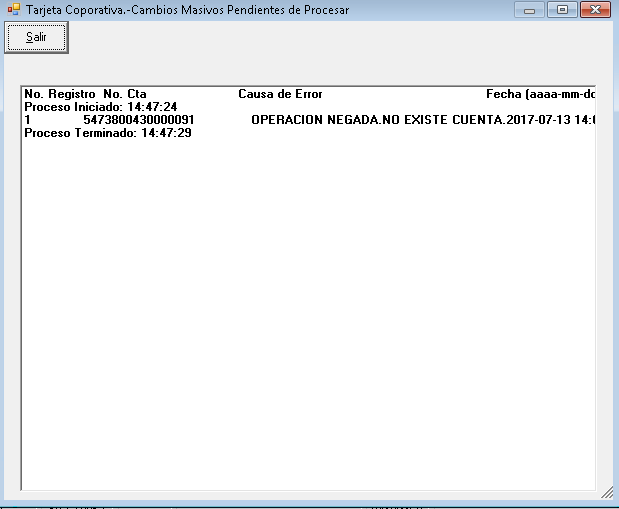 Tarjeta Coporativa.-Cambios Masivos Pendientes de Procesar
Salir
No. Registro No. Cta Causa de Error Fecha (aaaa-mm-dd
Proceso Iniciado: 14:47:24
1 5473800430000091 OPERACION NEGADA.NO EXISTE CUENTA.2017-07-13 14:
Proceso Terminado: 14:47:29